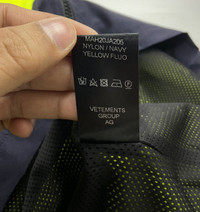 MAH20JA205
NYLON / NAVY
YELLOW FLUO
VETEMENTS
GROUP
AG